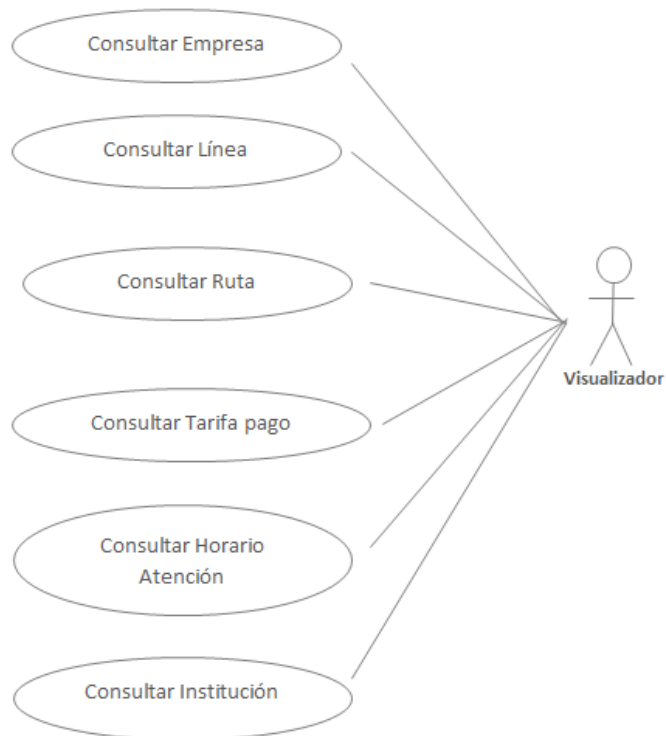 Consultar Empresa
Consultar Línea
Consultar Ruta
Visualizador
Consultar Tarifa pago
Consultar Horario
Atención
Consultar Institución